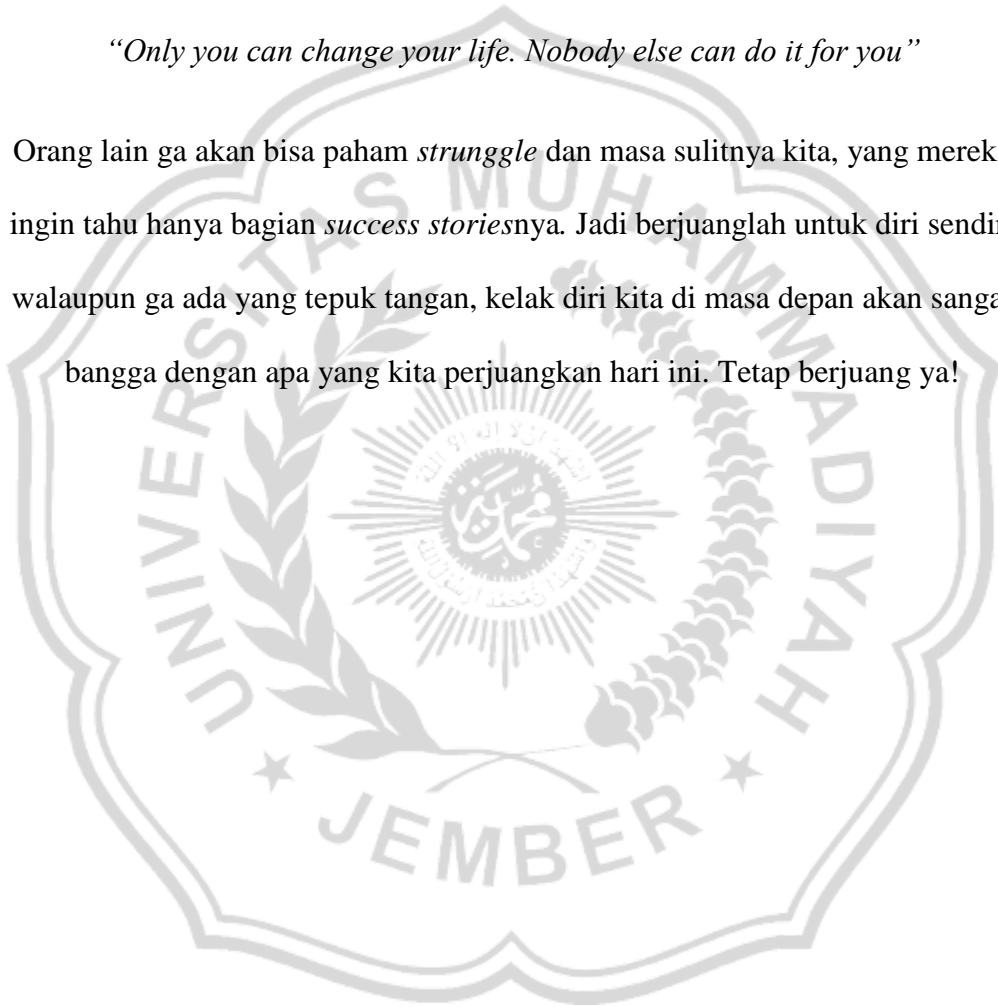 “Only you can change your life. Nobody else can do it for you”
Orang lain ga akan bisa paham strunggle dan masa sulitnya kita, yang merek
ingin tahu hanya bagian success storiesnya. Jadi berjuanglah untuk diri sendir
walaupun ga ada yang tepuk tangan, kelak diri kita di masa depan akan sanga
bangga dengan apa yang kita perjuangkan hari ini. Tetap berjuang ya!
UNIVERSITAS MUHAMMADIYAH
JEMBER